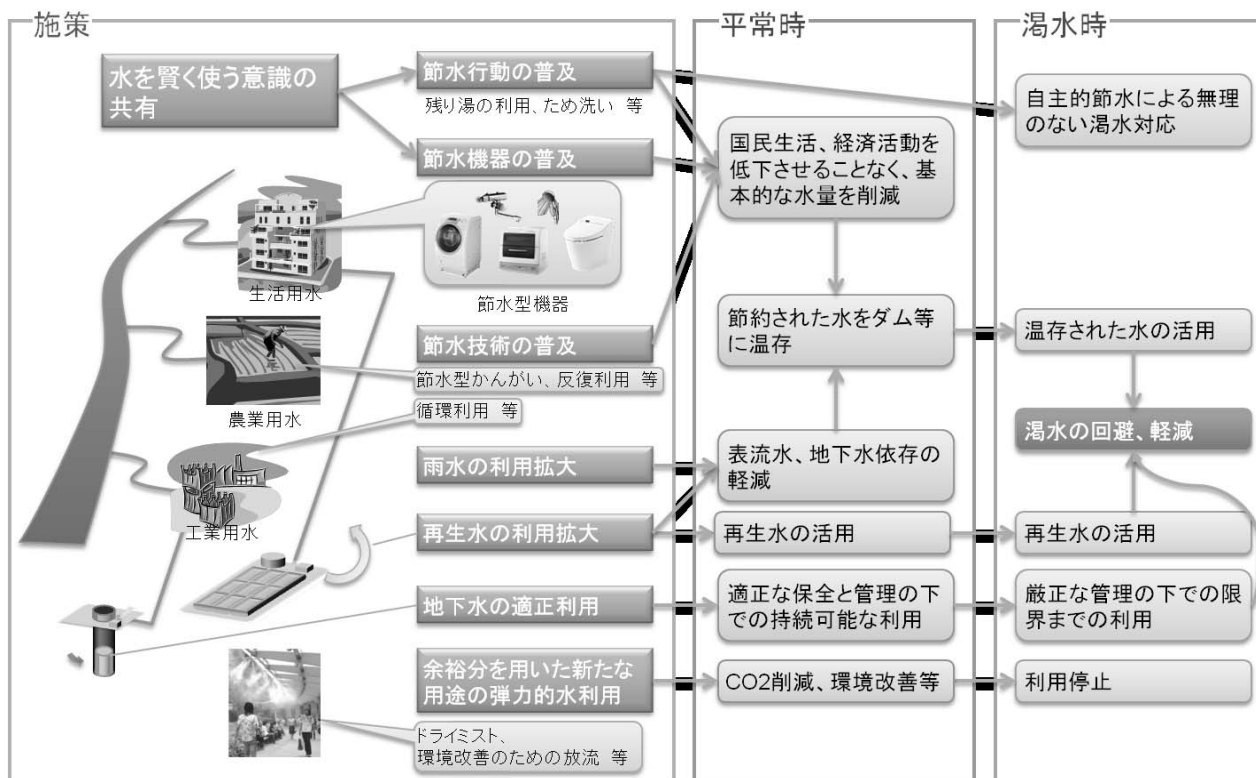 施策
水を賢く使う意識の
共有
節水行動の普及
残り湯の利用、ため洗い 等
節水機器の普及
生活用水
節水型機器
節水技術の普及
節水型かんがい、反復利用 等
農業用水
循環利用 等
雨水の利用拡大
工業用水
再生水の利用拡大
地下水の適正利用
余裕分を用いた新たな
用途の弾力的水利用
ドライミスト、
環境改善のための放流 等
平常時
国民生活、経済活動を
低下させることなく、基
本的な水量を削減
節約された水をダム等
に温存
表流水、地下水依存の
軽減
再生水の活用
適正な保全と管理の下
での持続可能な利用
CO2削減、環境改善等
渇水時
自主的節水による無理
のない渇水対応
温存された水の活用
渇水の回避、軽減
再生水の活用
厳正な管理の下での限
界までの利用
利用停止